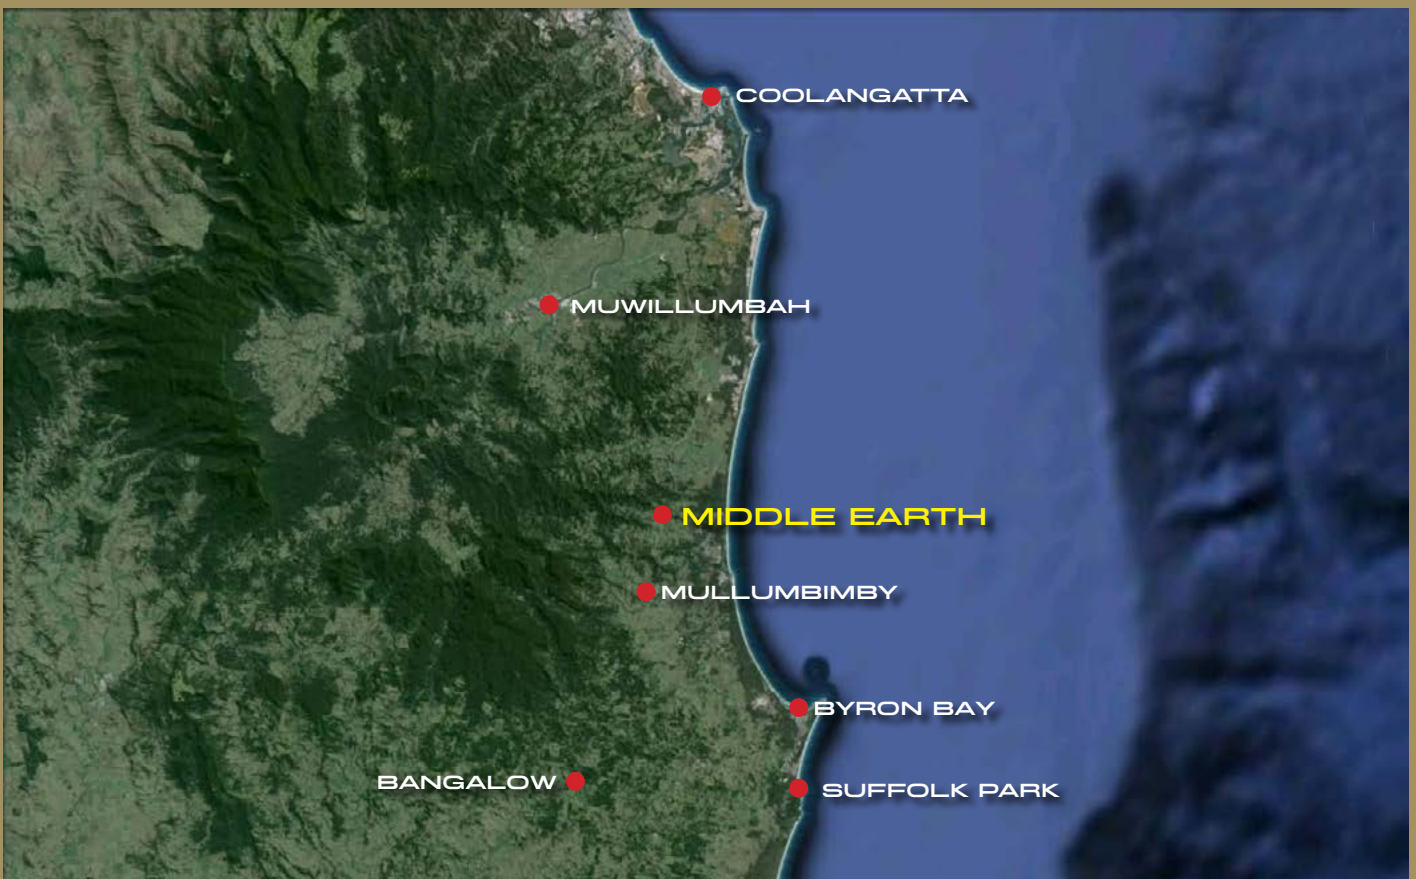 COOLANGATTA
MUWILLUMBAH
MIDDLE EARTH
MULLUMBIMBY
BYRON BAY
BANGALOW
SUFFOLK PARK